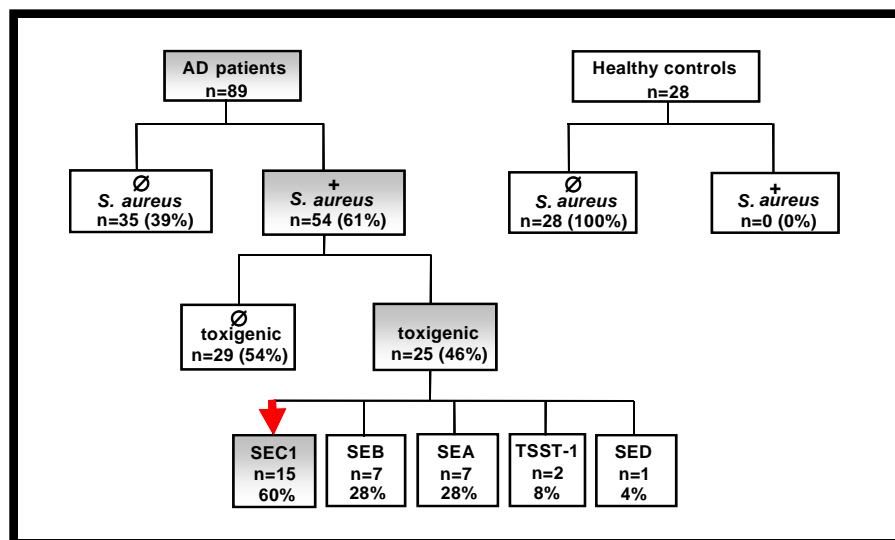 AD patients
n=89
Healthy controls
n=28
Ø
S. aureus
n=35 (39%)
+
S. aureus
n=54 (61%)
Ø
S. aureus
n=28 (100%)
+
S. aureus
n=0 (0%)
Ø
toxigenic
n=29 (54%)
toxigenic
n=25 (46%)
SEC1
n=15
60%
SEB
n=7
28%
SEA
n=7
28%
TSST-1
n=2
8%
SED
n=1
4%